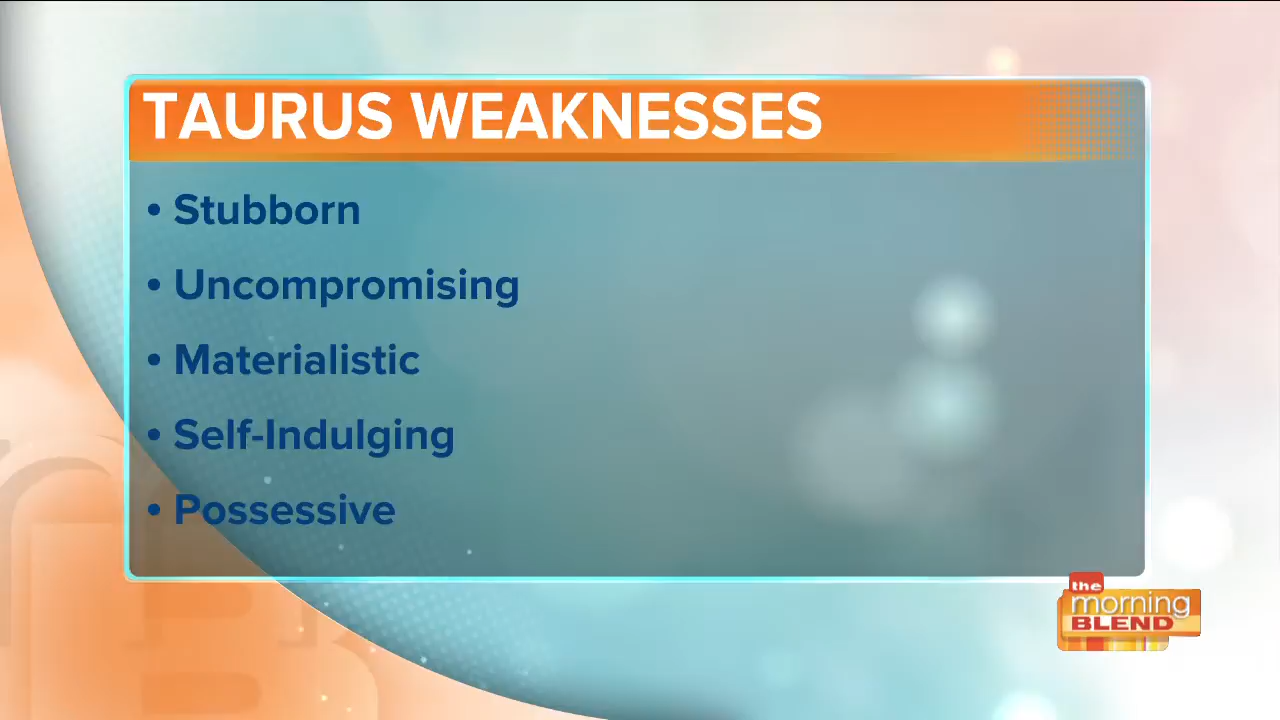 TAURUS WEAKNESSES
• Stubborn
• Uncompromising
• Materialistic
• Self-Indulging
• Possessive
the
morning
BLEND